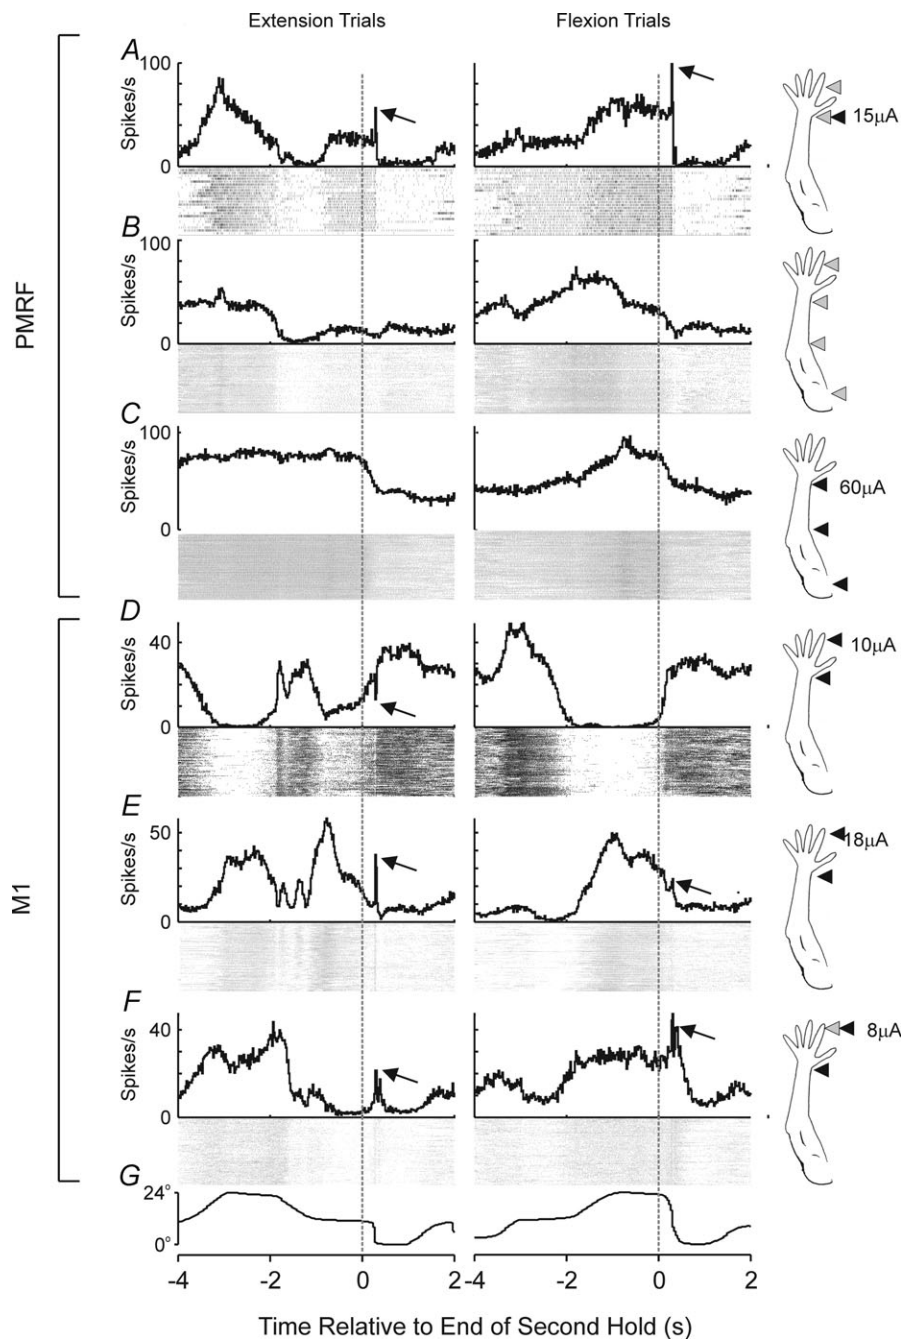 Extension Trials Flexion Trials
A
100
Spikes/s
0
15µA
B
100
Spikes/s
0
PMRF
C
100
Spikes/s
0
60µA
D
40
Spikes/s
0
10µA
E
50
Spikes/s
0
18µA
M1
F
40
Spikes/s
0
8µA
G
24°
0°
-4 -2 0 2 -4 -2 0 2
Time Relative to End of Second Hold (s)